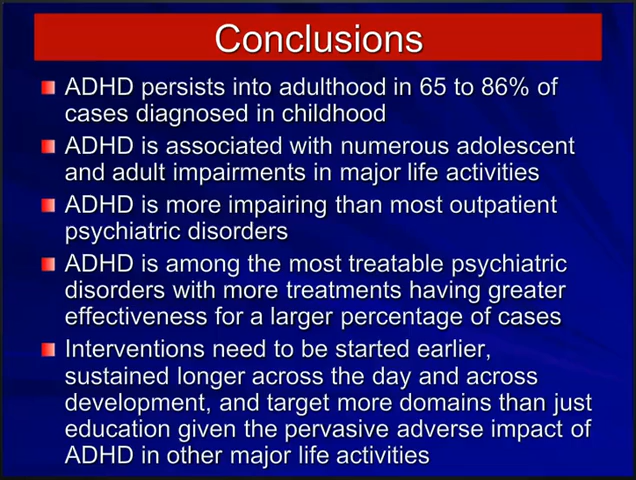 Conclusions
ADHD persists into adulthood in 65 to 86% of
cases diagnosed in childhood
ADHD is associated with numerous adolescent
and adult impairments in major life activities
ADHD is more impairing than most outpatient
psychiatric disorders
ADHD is among the most treatable psychiatric
disorders with more treatments having greater
effectiveness for a larger percentage of cases
Interventions need to be started earlier,
sustained longer across the day and across
development, and target more domains than just
education given the pervasive adverse impact of
ADHD in other major life activities